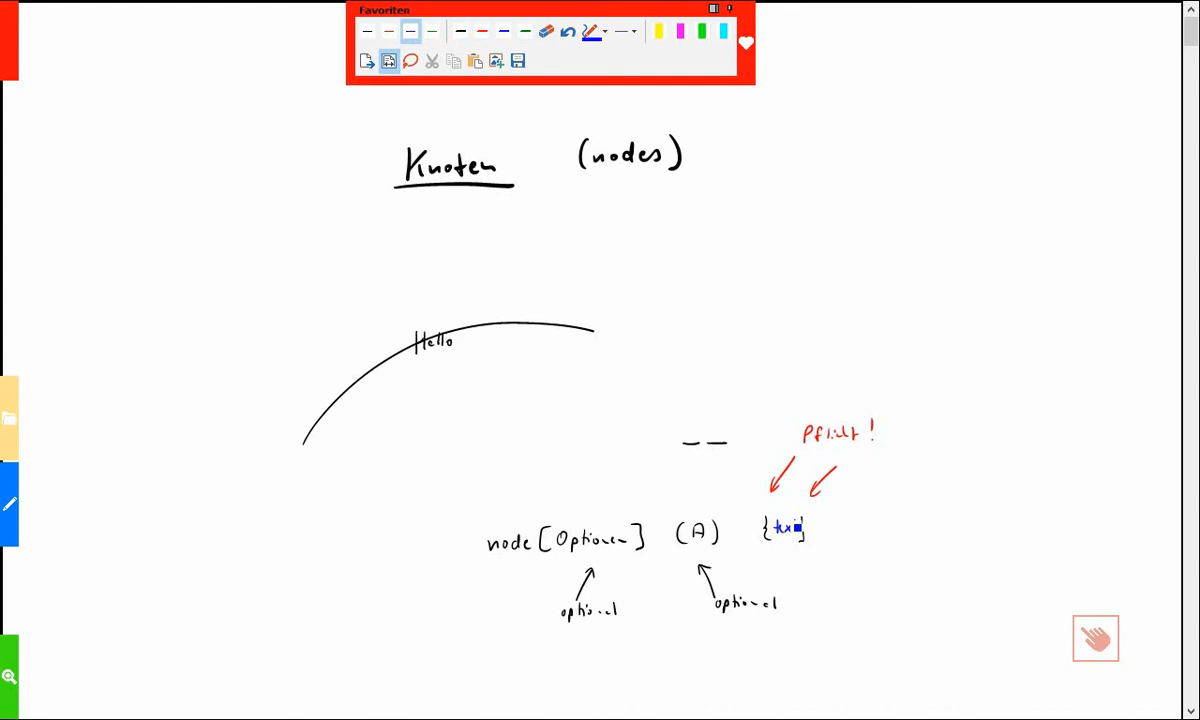 Favoriten
Knoten (nodes)
Hello
Pflicht!
node [Optionen] (A) {text}
optional optional